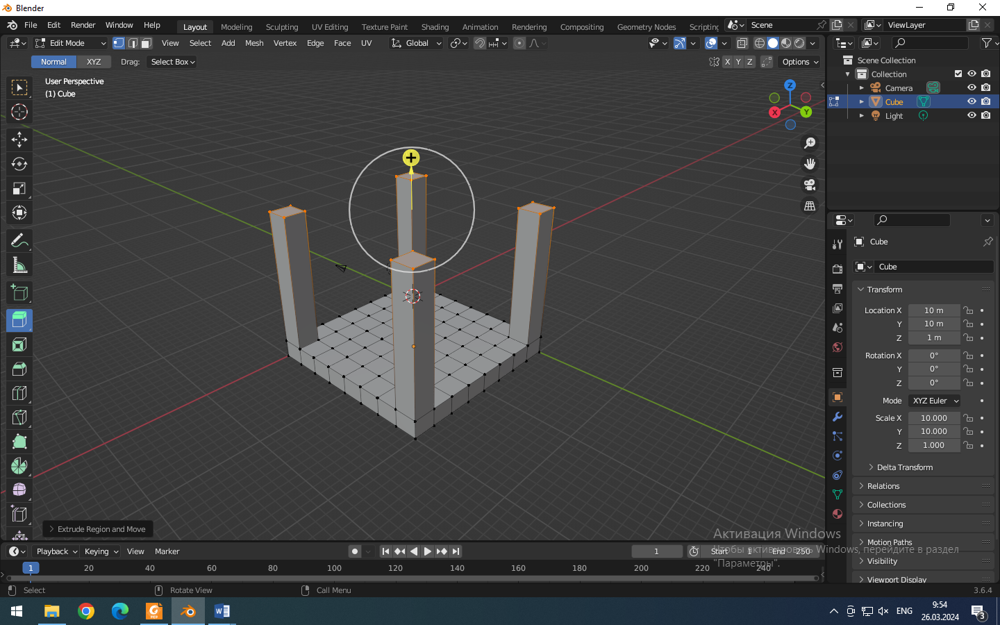 Blender
File Edit Render Window Help Layout Modeling Sculpting UV Editing Texture Paint Shading Animation Rendering Compositing Geometry Nodes Scripting Scene ViewLayer
Edit Mode View Select Add Mesh Vertex Edge Face UV Global
Normal XYZ Drag: Select Box X Y Z Options
User Perspective
(1) Cube
Z
X Y
Extrude Region and Move
Scene Collection
Collection
Camera
Cube
Light
Cube
Cube
Transform
Location X 10 m
Y 10 m
Z 1 m
Rotation X 0°
Y 0°
Z 0°
Mode XYZ Euler
Scale X 10.000
Y 10.000
Z 1.000
Delta Transform
Relations
Collections
Instancing
Motion Paths
Visibility
Viewport Display
Активация Windows
Чтобы активировать Windows, перейдите в раздел
"Параметры".
Playback Keying View Marker 1 Start 1 End 250
1 20 40 60 80 100 120 140 160 180 200 220 240
Select Rotate View Call Menu 3.6.4
PDF W ENG 9:54
26.03.2024 3